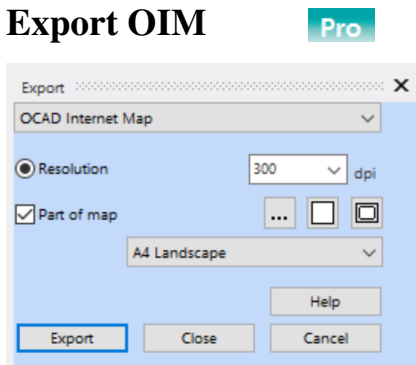 Export OIM Pro
Export
OCAD Internet Map
Resolution 300 dpi
Part of map ...
A4 Landscape
Help
Export Close Cancel